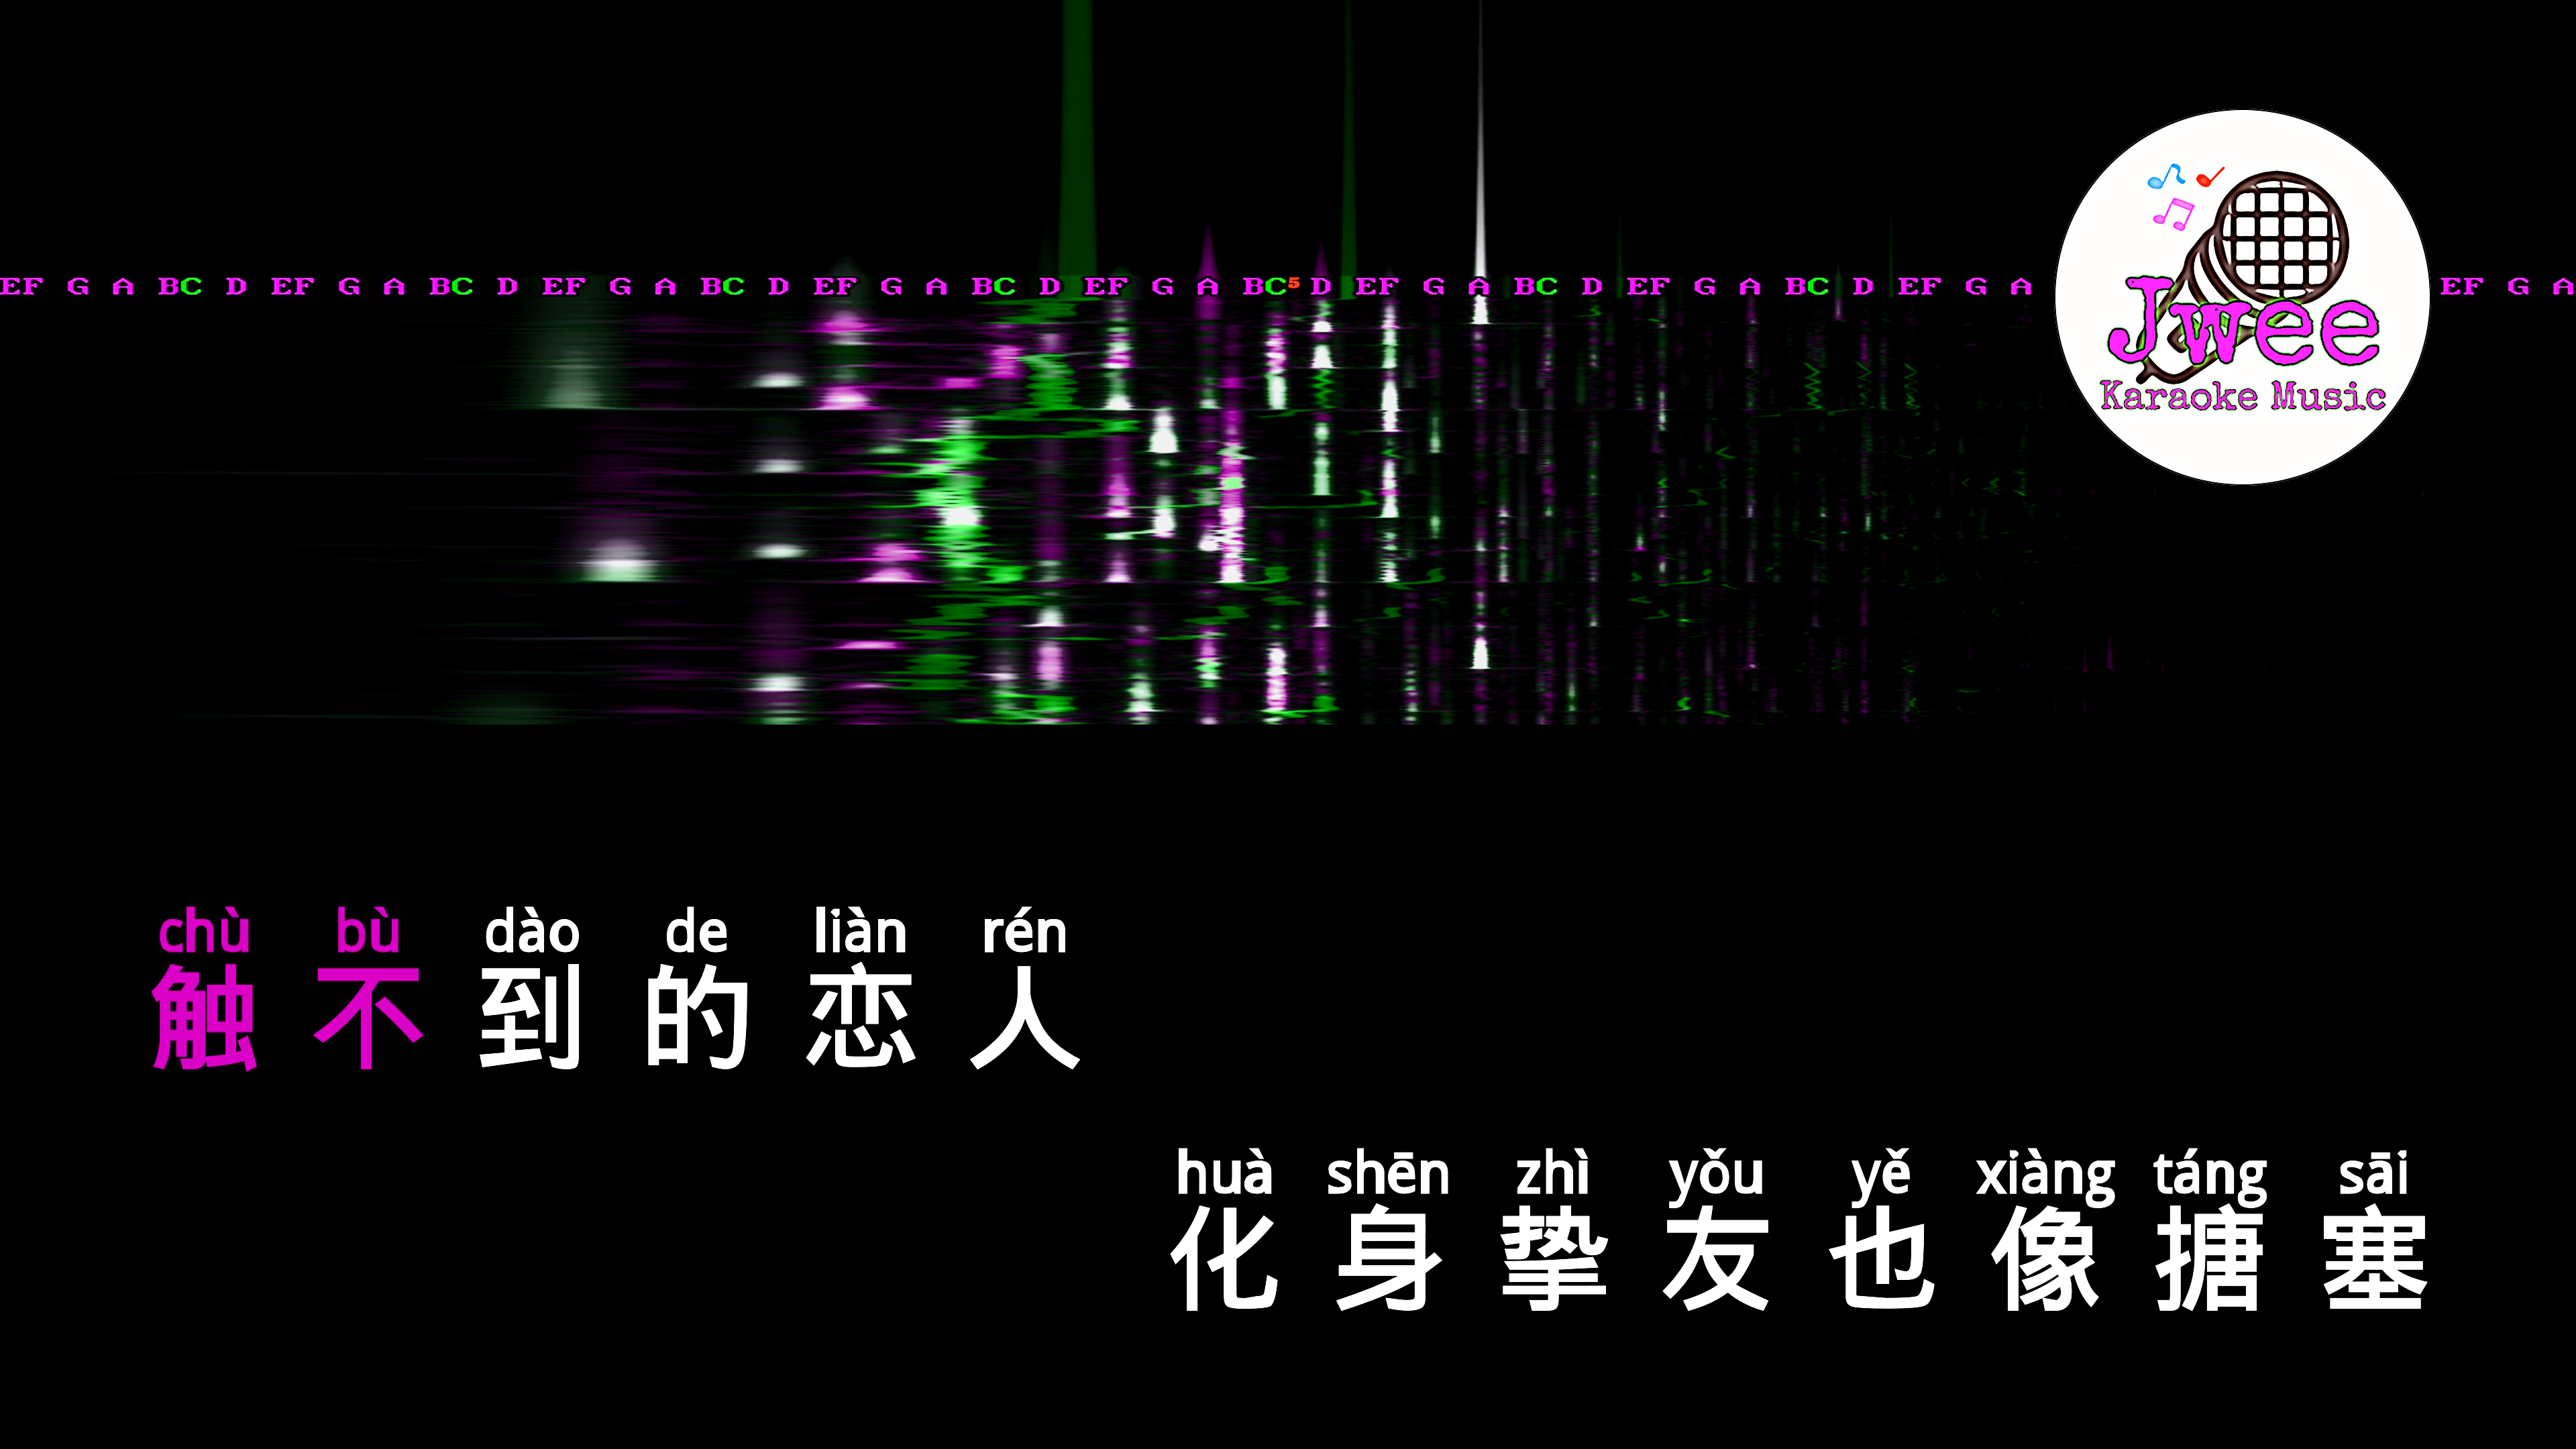 EF G A BC D EF G A BC D EF G A BC D EF G A BC D EF G A BC5 D EF G A BC D EF G A BC D EF G A EF G A
Jwee
Karaoke Music
chù bù dào de liàn rén
触 不 到 的 恋 人
huà shēn zhì yǒu yě xiàng táng sāi
化 身 挚 友 也 像 搪 塞